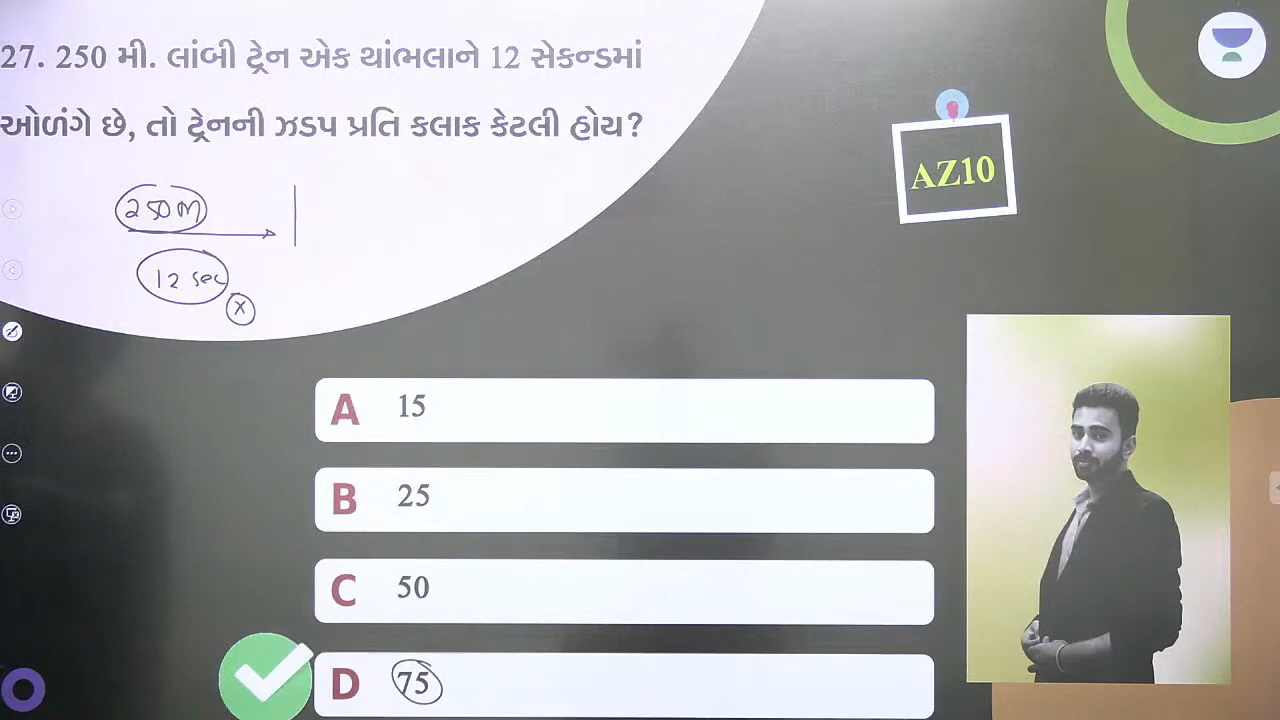 27. 250 મી. લાંબી ટ્રેન એક થાંભલાને 12 સેકન્ડમાં
ઓળંગે છે, તો ટ્રેનની ઝડપ પ્રતિ કલાક કેટલી હોય?
AZ10
250 m
12 sec
x
A 15
B 25
C 50
D 75